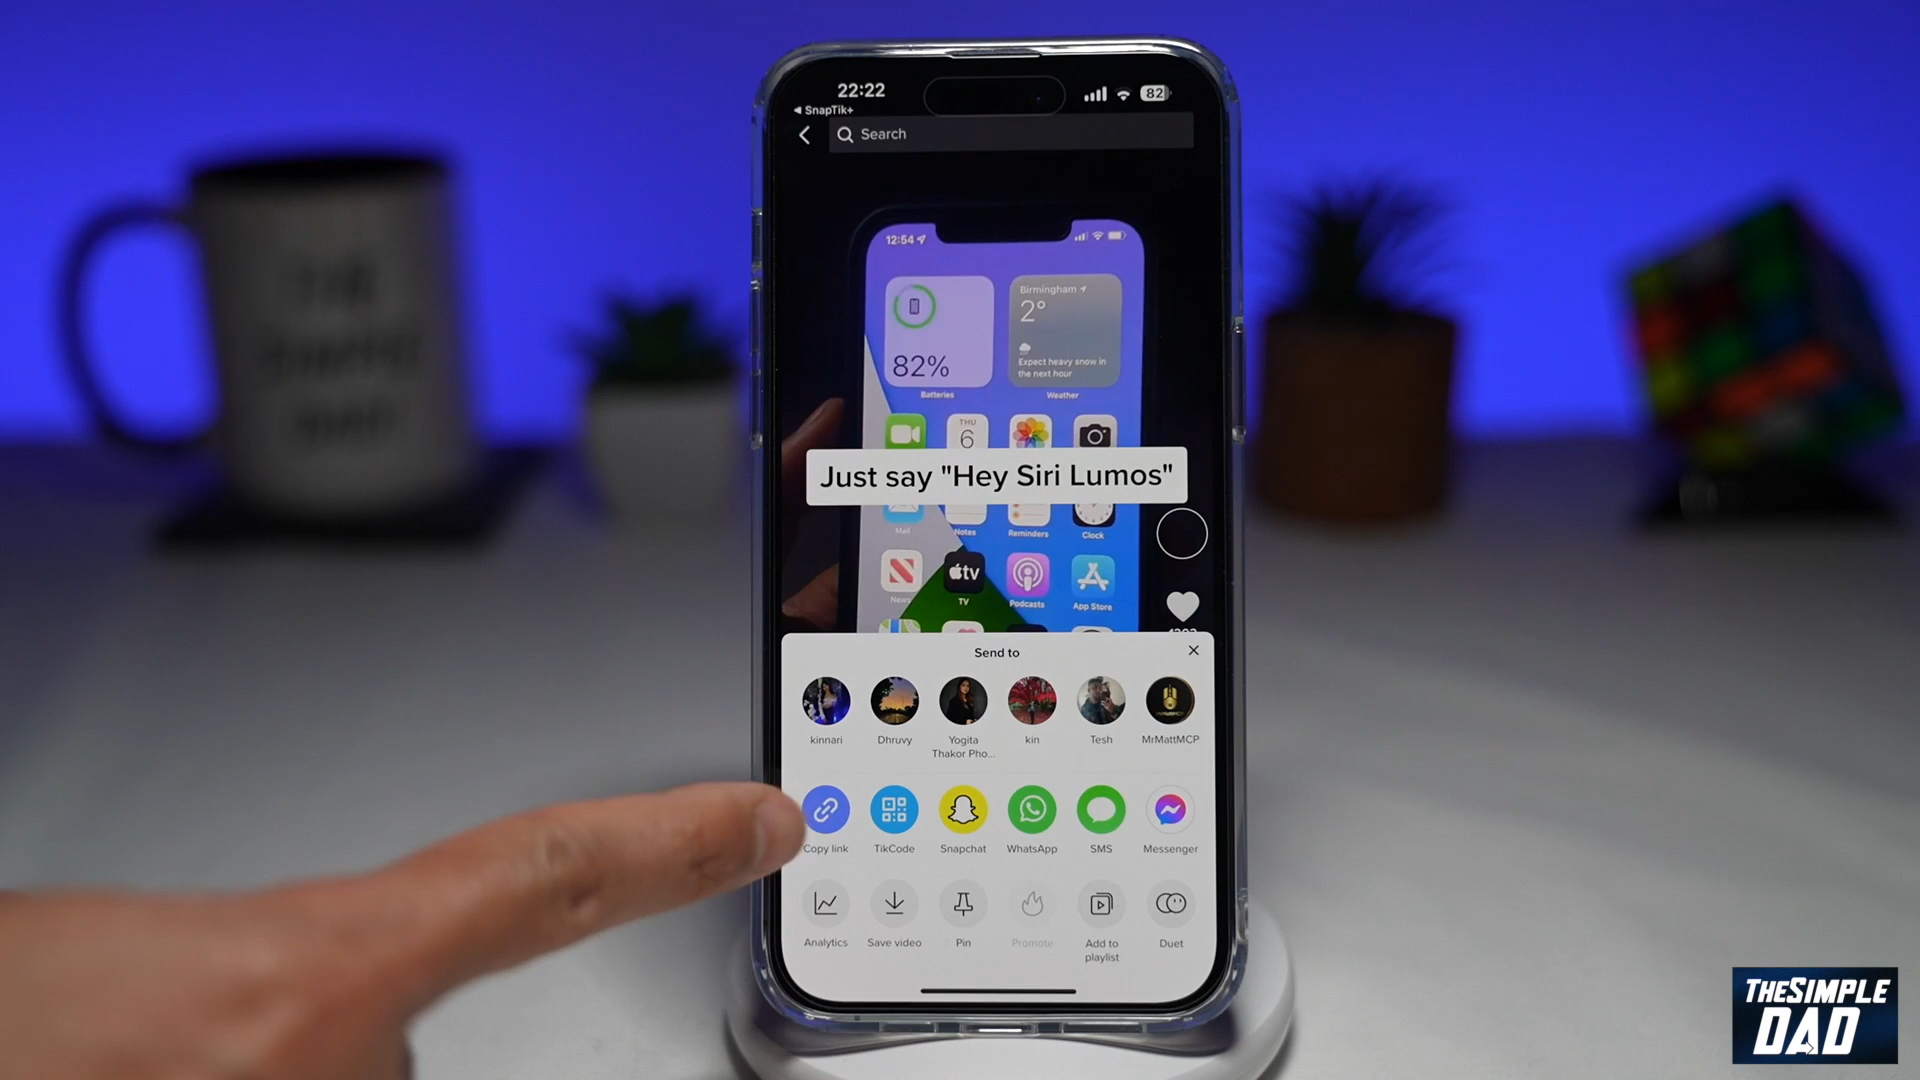 22:22
82
◄ SnapTik+
Search
12:54
Birmingham
2°
Expect heavy snow in
the next hour
82%
Batteries
Weather
THU
6
Just say "Hey Siri Lumos"
Mail
Notes
Reminders
Clock
tv
News
TV
Podcasts
App Store
Send to
kinnari
Dhruvy
Yogita
Thakor Pho...
kin
Tesh
MrMattMCP
Copy link
TikCode
Snapchat
WhatsApp
SMS
Messenger
Analytics
Save video
Pin
Promote
Add to
playlist
Duet
THESIMPLE
DAD